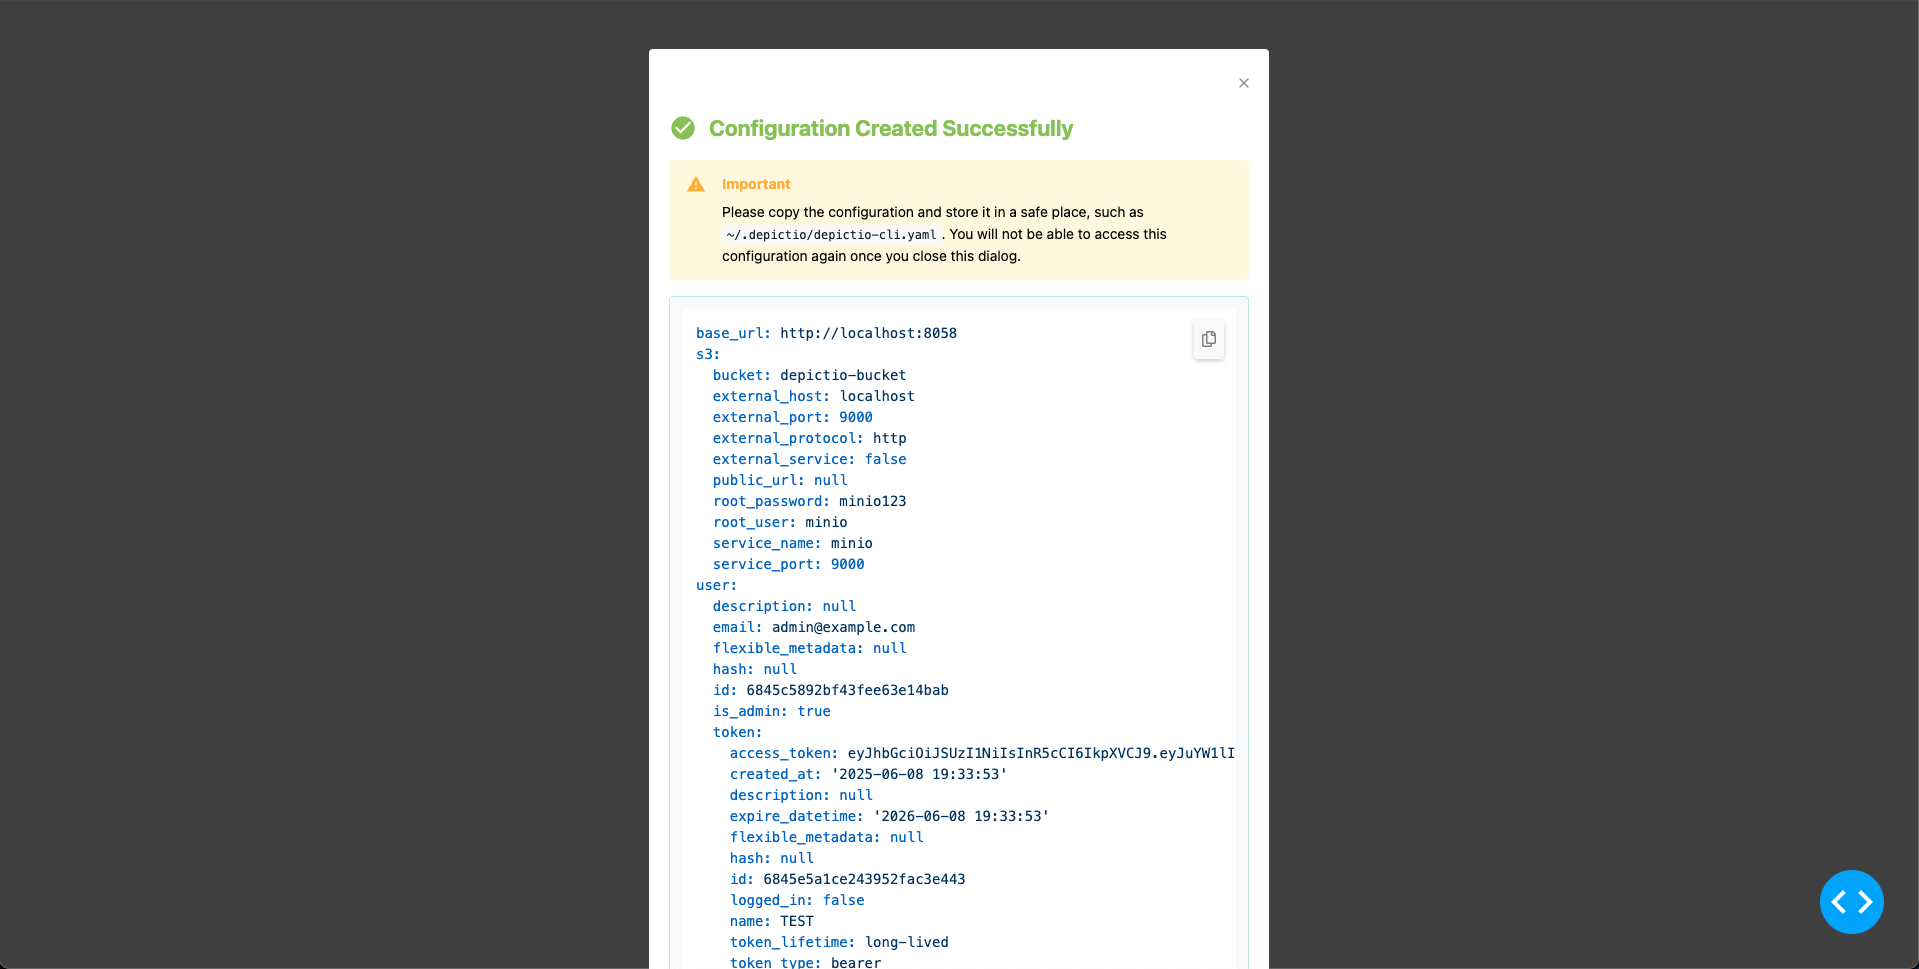 Configuration Created Successfully
Important
Please copy the configuration and store it in a safe place, such as
~/.depictio/depictio-cli.yaml. You will not be able to access this
configuration again once you close this dialog.
base_url: http://localhost:8058
s3:
  bucket: depictio-bucket
  external_host: localhost
  external_port: 9000
  external_protocol: http
  external_service: false
  public_url: null
  root_password: minio123
  root_user: minio
  service_name: minio
  service_port: 9000
user:
  description: null
  email: admin@example.com
  flexible_metadata: null
  hash: null
  id: 6845c5892bf43fee63e14bab
  is_admin: true
  token:
    access_token: eyJhbGciOiJSUzI1NiIsInR5cCI6IkpXVCJ9.eyJuYW1lI
    created_at: '2025-06-08 19:33:53'
    description: null
    expire_datetime: '2026-06-08 19:33:53'
    flexible_metadata: null
    hash: null
    id: 6845e5a1ce243952fac3e443
    logged_in: false
    name: TEST
    token_lifetime: long-lived
    token_type: bearer